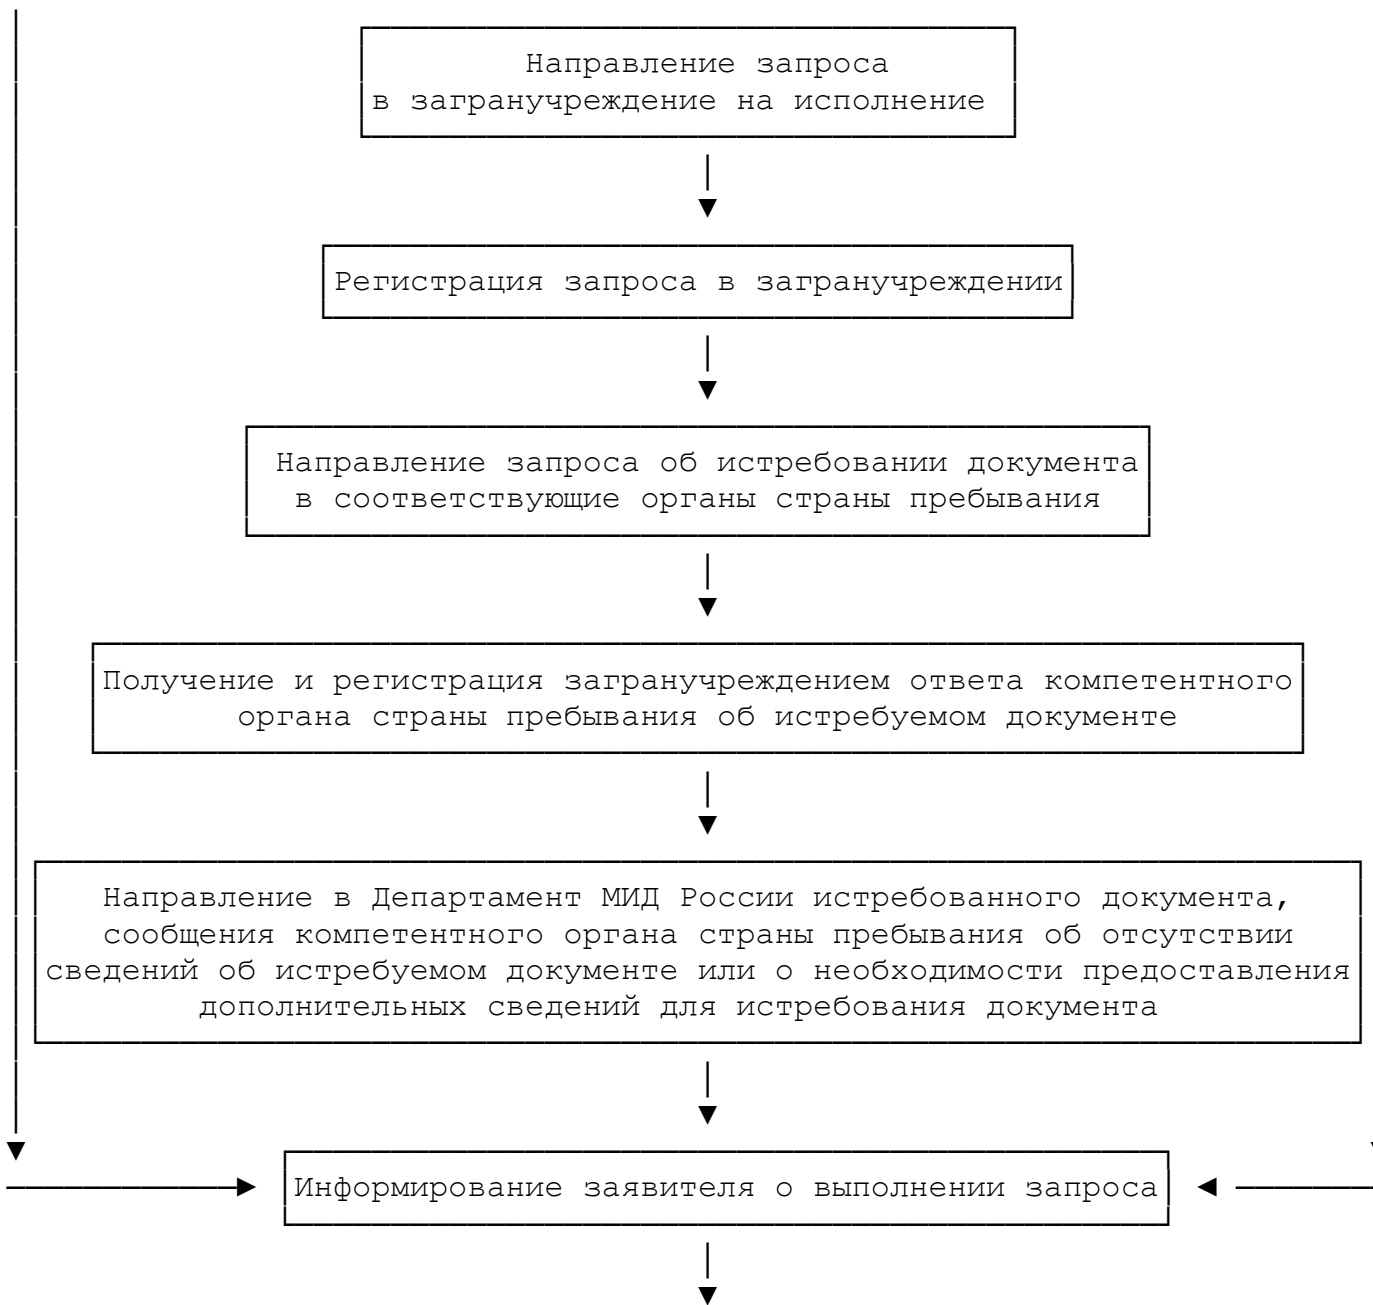 Направление запроса
в загранучреждение на исполнение
Регистрация запроса в загранучреждении
Направление запроса об истребовании документа
в соответствующие органы страны пребывания
Получение и регистрация загранучреждением ответа компетентного
органа страны пребывания об истребуемом документе
Направление в Департамент МИД России истребованного документа,
сообщения компетентного органа страны пребывания об отсутствии
сведений об истребуемом документе или о необходимости предоставления
дополнительных сведений для истребования документа
Информирование заявителя о выполнении запроса